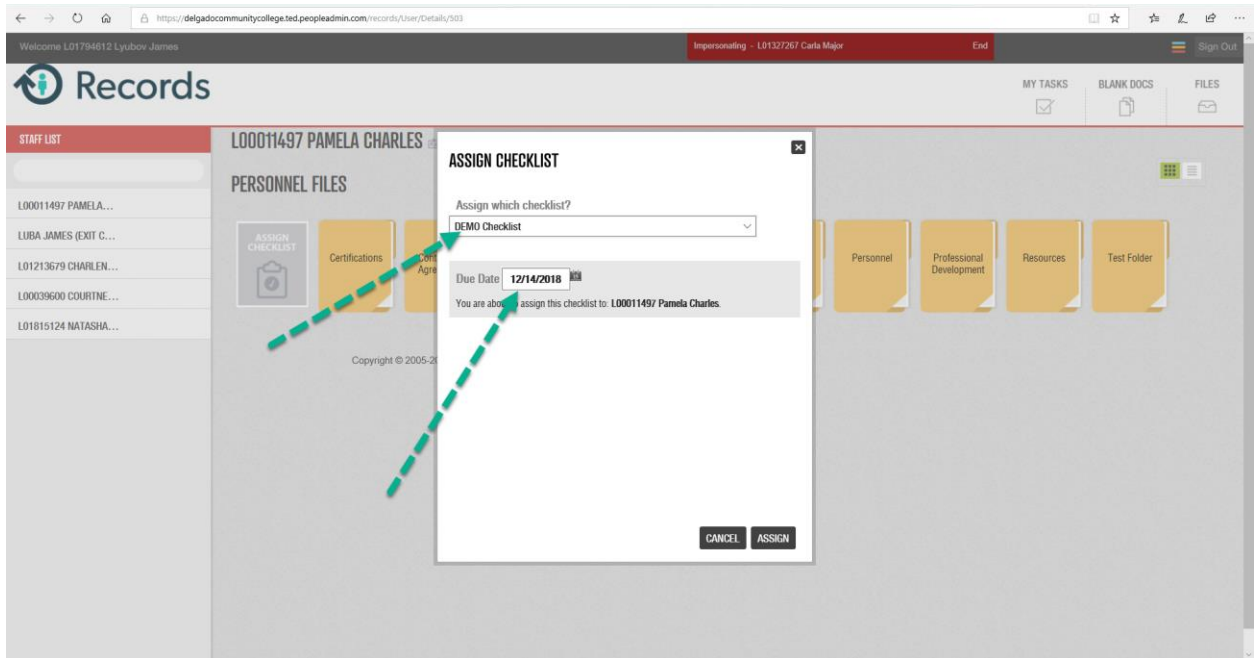 https://delgadocommunitycollege.ted.peopleadmin.com/records/User/Details/503
Welcome L01794612 Lyubov James
Impersonating - L01327267 Carla Major
End
Sign Out
Records
MY TASKS
BLANK DOCS
FILES
STAFF LIST
L00011497 PAMELA...
LUBA JAMES (EXIT C...
L01213679 CHARLEN...
L00039600 COURTNE...
L01815124 NATASHA...
L00011497 PAMELA CHARLES
PERSONNEL FILES
ASSIGN
CHECKLIST
Certifications
Personnel
Professional
Development
Resources
Test Folder
Copyright © 2005-2
ASSIGN CHECKLIST
Assign which checklist?
DEMO Checklist
Due Date 12/14/2018
You are assign this checklist to: L00011497 Pamela Charles.
CANCEL
ASSIGN